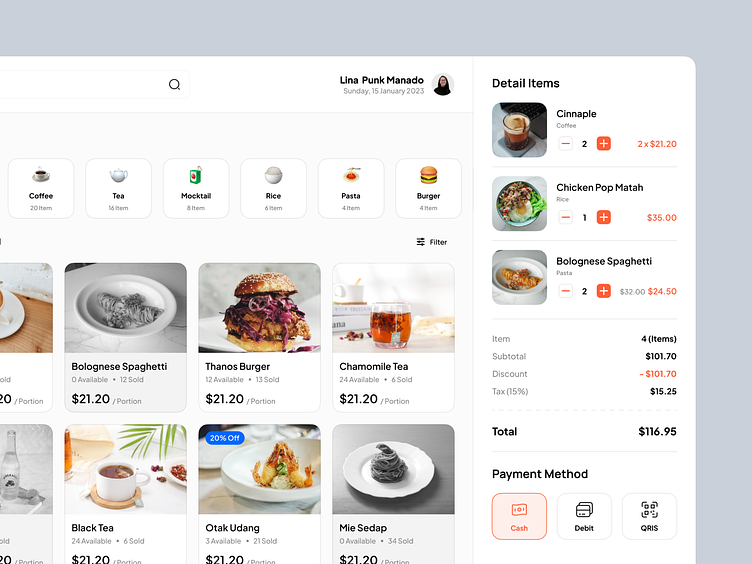 Lina Punk Manado
Sunday, 15 January 2023
Coffee
20 Item
Tea
16 Item
Mocktail
8 Item
Rice
6 Item
Pasta
4 Item
Burger
4 Item
Filter
old
20 / Portion
Bolognese Spaghetti
0 Available • 12 Sold
$21.20 / Portion
Thanos Burger
12 Available • 13 Sold
$21.20 / Portion
Chamomile Tea
24 Available • 6 Sold
$21.20 / Portion
old
20 / Portion
Black Tea
24 Available • 6 Sold
$21.20 / Portion
20% Off
Otak Udang
3 Available • 21 Sold
$21.20 / Portion
Mie Sedap
0 Available • 34 Sold
$21.20 / Portion
Detail Items
Cinnaple
Coffee
2
2 x $21.20
Chicken Pop Matah
Rice
1
$35.00
Bolognese Spaghetti
Pasta
2
$32.00 $24.50
Item 4 (Items)
Subtotal $101.70
Discount - $101.70
Tax (15%) $15.25
Total $116.95
Payment Method
Cash
Debit
QRIS